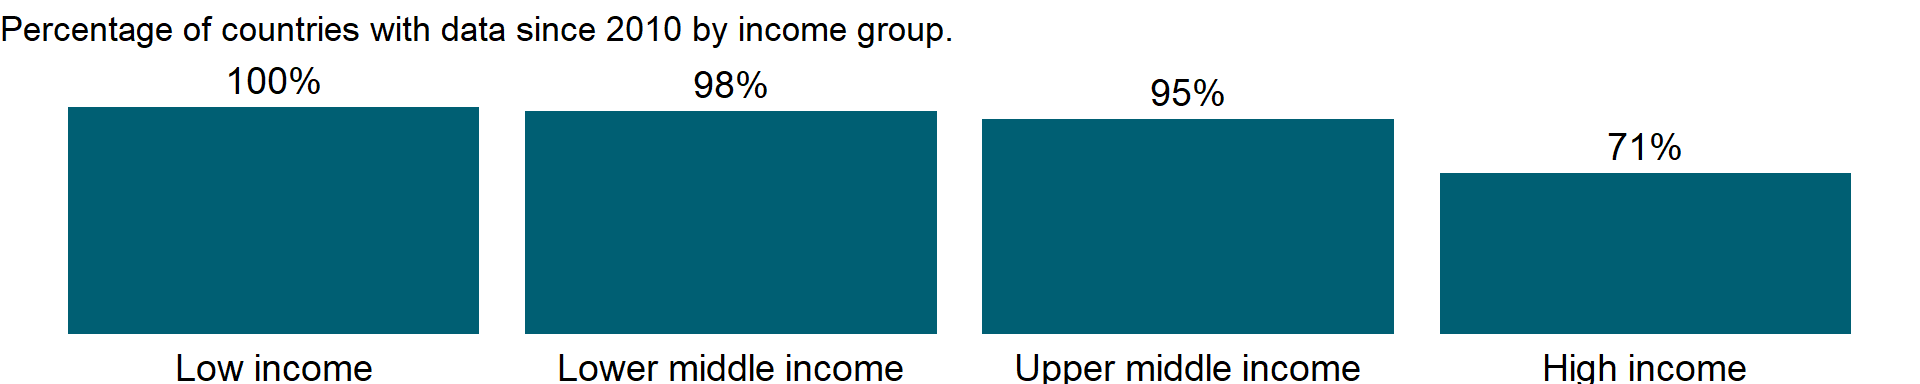 Percentage of countries with data since 2010 by income group.
100%
98%
95%
71%
Low income
Lower middle income
Upper middle income
High income